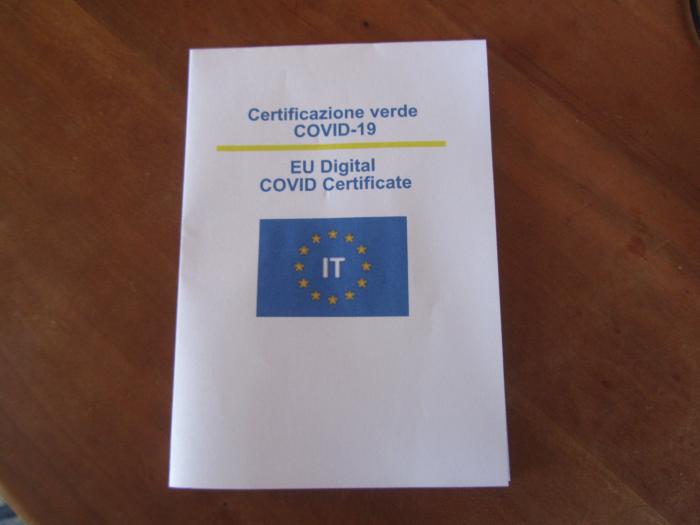 Certificazione verde
COVID-19
EU Digital
COVID Certificate
IT